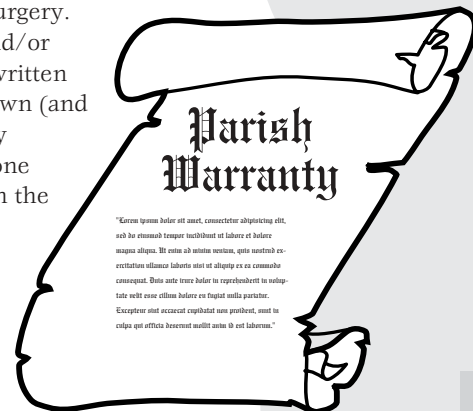 urgery.
d/or
written
wn (and
y
one
n the
Parish
Warranty
"Lorem ipsum dolor sit amet, consectetur adipisicing elit,
sed do eiusmod tempor incididunt ut labore et dolore
magna aliqua. Ut enim ad minim veniam, quis nostrud ex-
ercitation ullamco laboris nisi ut aliquip ex ea commodo
consequat. Duis aute irure dolor in reprehenderit in volup-
tate velit esse cillum dolore eu fugiat nulla pariatur.
Excepteur sint occaecat cupidatat non proident, sunt in
culpa qui officia deserunt mollit anim id est laborum."